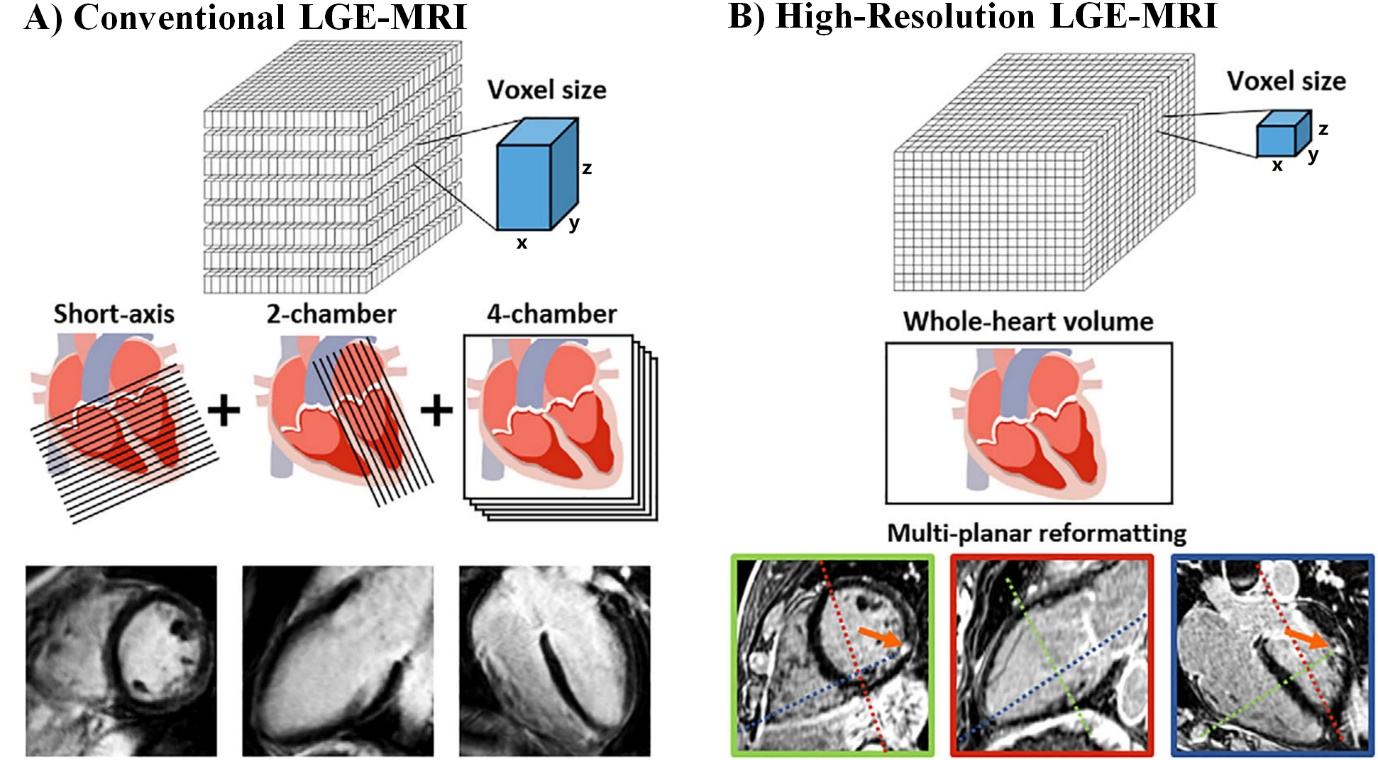 A) Conventional LGE-MRI
Voxel size
z
y
x
Short-axis
2-chamber
4-chamber
+
+
B) High-Resolution LGE-MRI
Voxel size
z
y
x
Whole-heart volume
Multi-planar reformatting